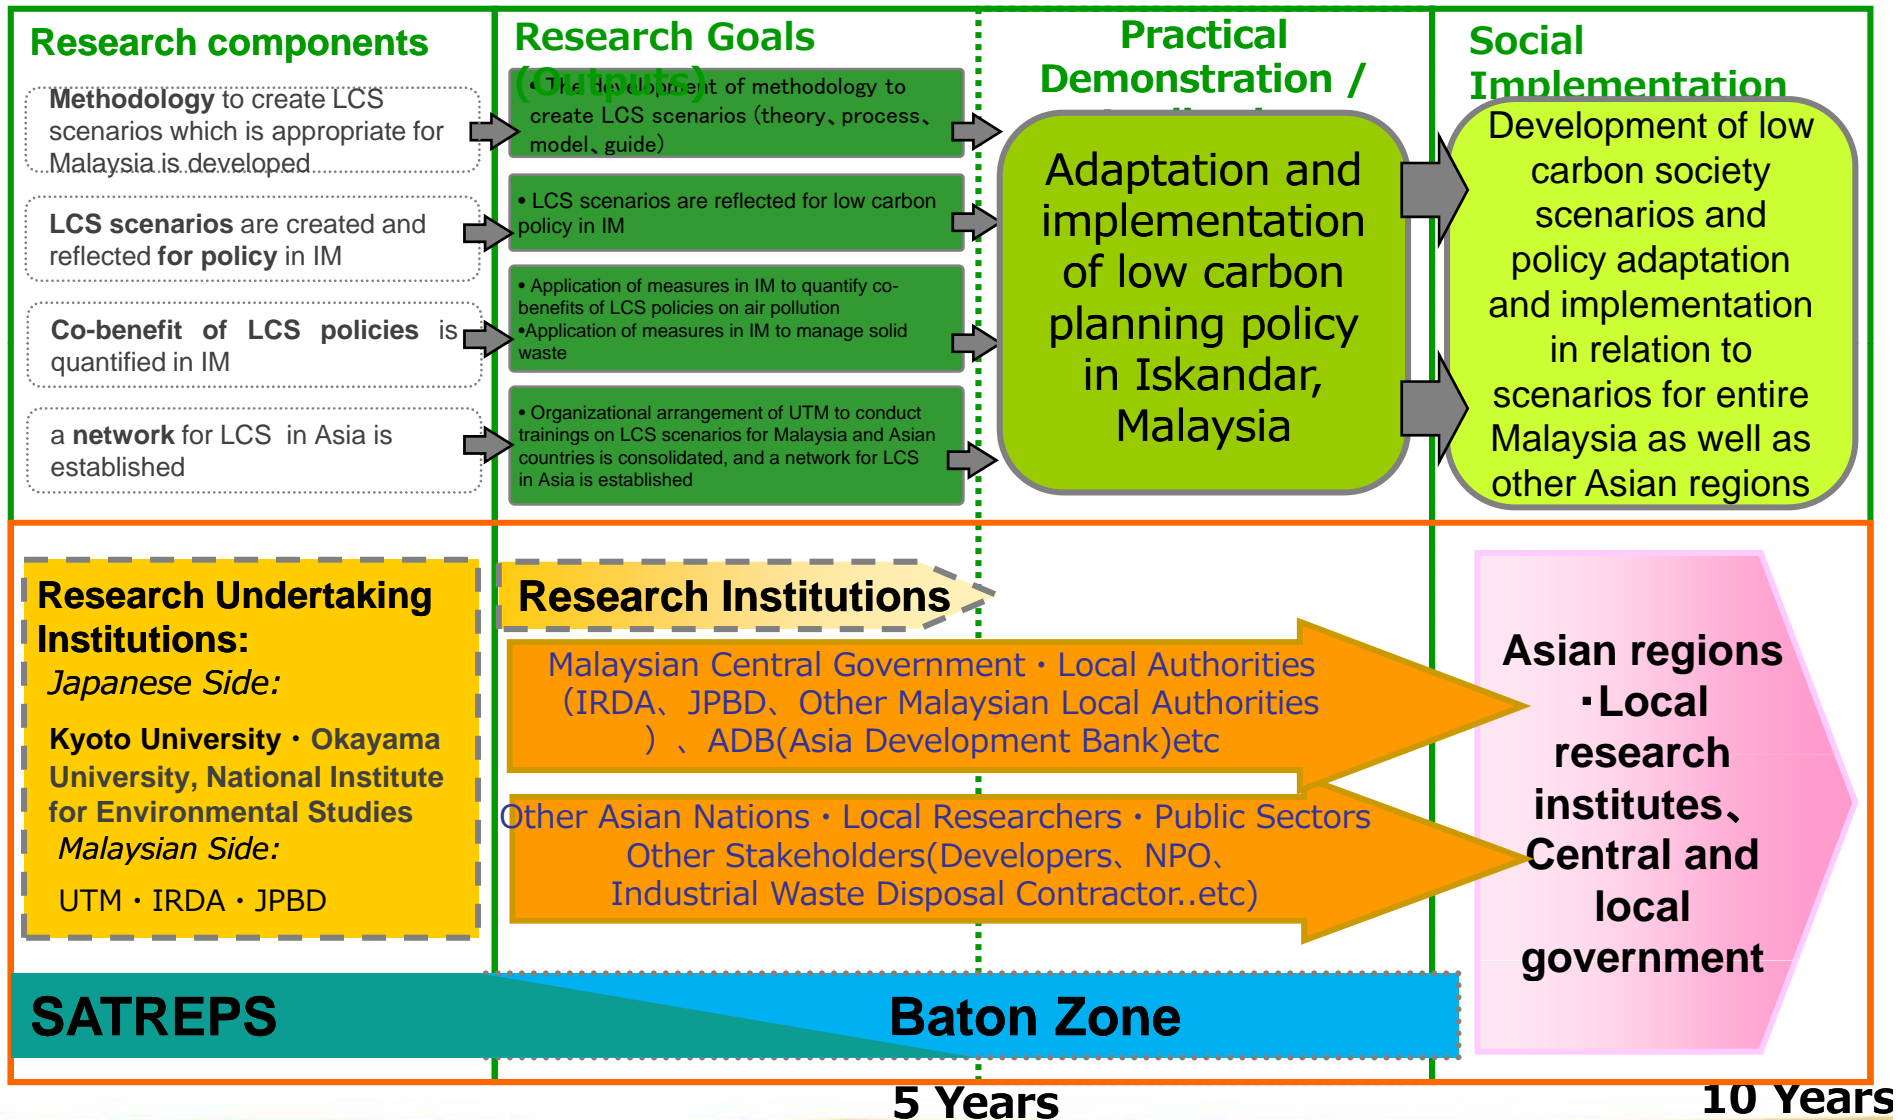 Research components
Methodology to create LCS
scenarios which is appropriate for
Malaysia is developed
LCS scenarios are created and
reflected for policy in IM
Co-benefit of LCS policies is
quantified in IM
a network for LCS in Asia is
established
Research Goals
(Outputs)
• The development of methodology to
create LCS scenarios (theory、process、
model、guide)
• LCS scenarios are reflected for low carbon
policy in IM
• Application of measures in IM to quantify co-
benefits of LCS policies on air pollution
•Application of measures in IM to manage solid
waste
• Organizational arrangement of UTM to conduct
trainings on LCS scenarios for Malaysia and Asian
countries is consolidated, and a network for LCS
in Asia is established
Practical
Demonstration /
Adaptation and
implementation
of low carbon
planning policy
in Iskandar,
Malaysia
Social
Implementation
Development of low
carbon society
scenarios and
policy adaptation
and implementation
in relation to
scenarios for entire
Malaysia as well as
other Asian regions
Research Undertaking
Institutions:
Japanese Side:
Kyoto University・Okayama
University, National Institute
for Environmental Studies
Malaysian Side:
UTM・IRDA・JPBD
Research Institutions
Malaysian Central Government・Local Authorities
（IRDA、JPBD、Other Malaysian Local Authorities
）、ADB(Asia Development Bank)etc
Other Asian Nations・Local Researchers・Public Sectors
Other Stakeholders(Developers、NPO、
Industrial Waste Disposal Contractor..etc)
Asian regions
・Local
research
institutes、
Central and
local
government
SATREPS
Baton Zone
5 Years
10 Years